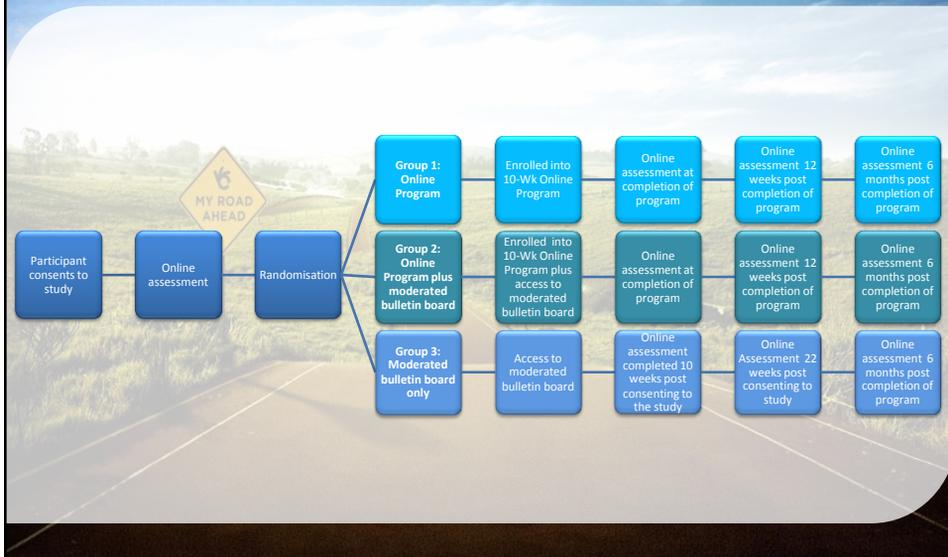 MY ROAD
AHEAD
Participant
consents to
study
Online
assessment
Randomisation
Group 1:
Online
Program
Enrolled into
10-Wk Online
Program
Online
assessment at
completion of
program
Online
assessment 12
weeks post
completion of
program
Online
assessment 6
months post
completion of
program
Group 2:
Online
Program plus
moderated
bulletin board
Enrolled into
10-Wk Online
Program plus
access to
moderated
bulletin board
Online
assessment at
completion of
program
Online
assessment 12
weeks post
completion of
program
Online
assessment 6
months post
completion of
program
Group 3:
Moderated
bulletin board
only
Access to
moderated
bulletin board
Online
assessment
completed 10
weeks post
consenting to
the study
Online
Assessment 22
weeks post
consenting to
study
Online
assessment 6
months post
completion of
program